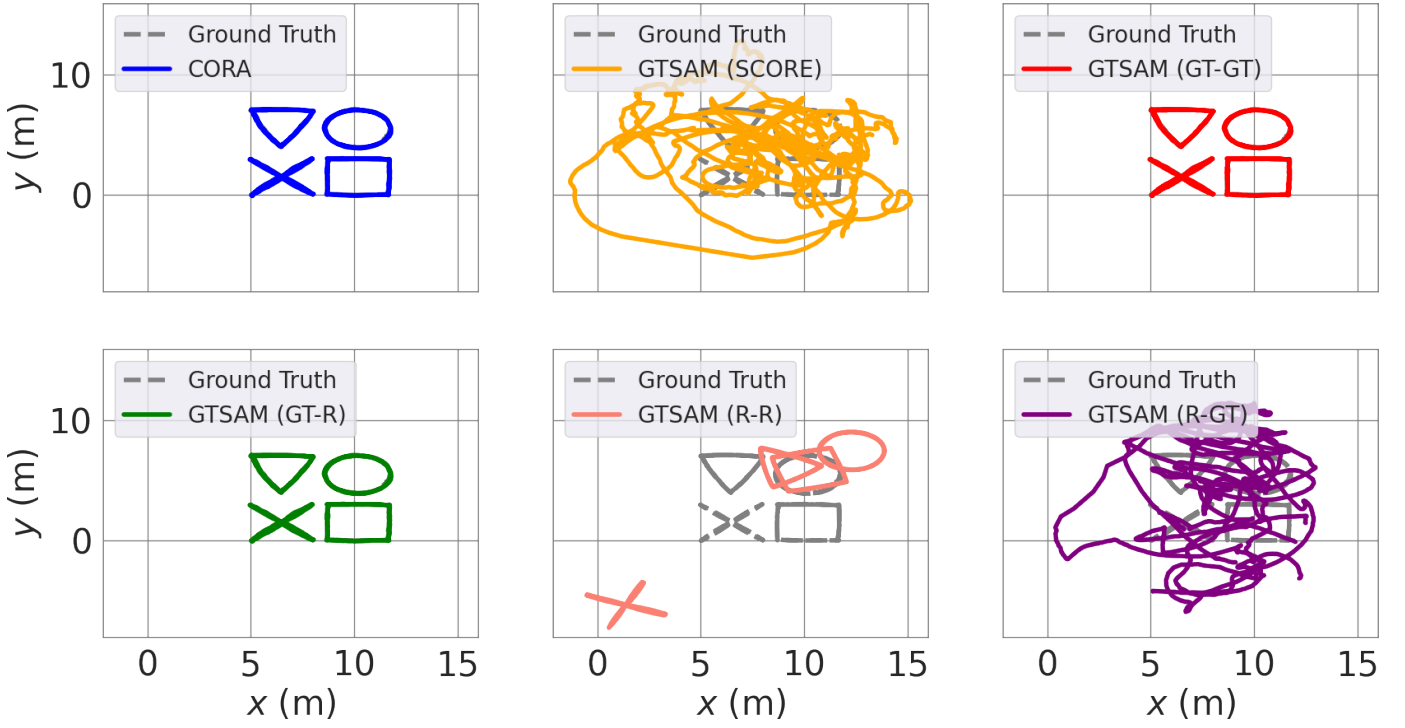 Ground Truth
CORA
Ground Truth
GTSAM (SCORE)
Ground Truth
GTSAM (GT-GT)
10
0
y (m)
Ground Truth
GTSAM (GT-R)
Ground Truth
GTSAM (R-R)
Ground Truth
GTSAM (R-GT)
10
0
y (m)
0 5 10 15
0 5 10 15
0 5 10 15
x (m)
x (m)
x (m)